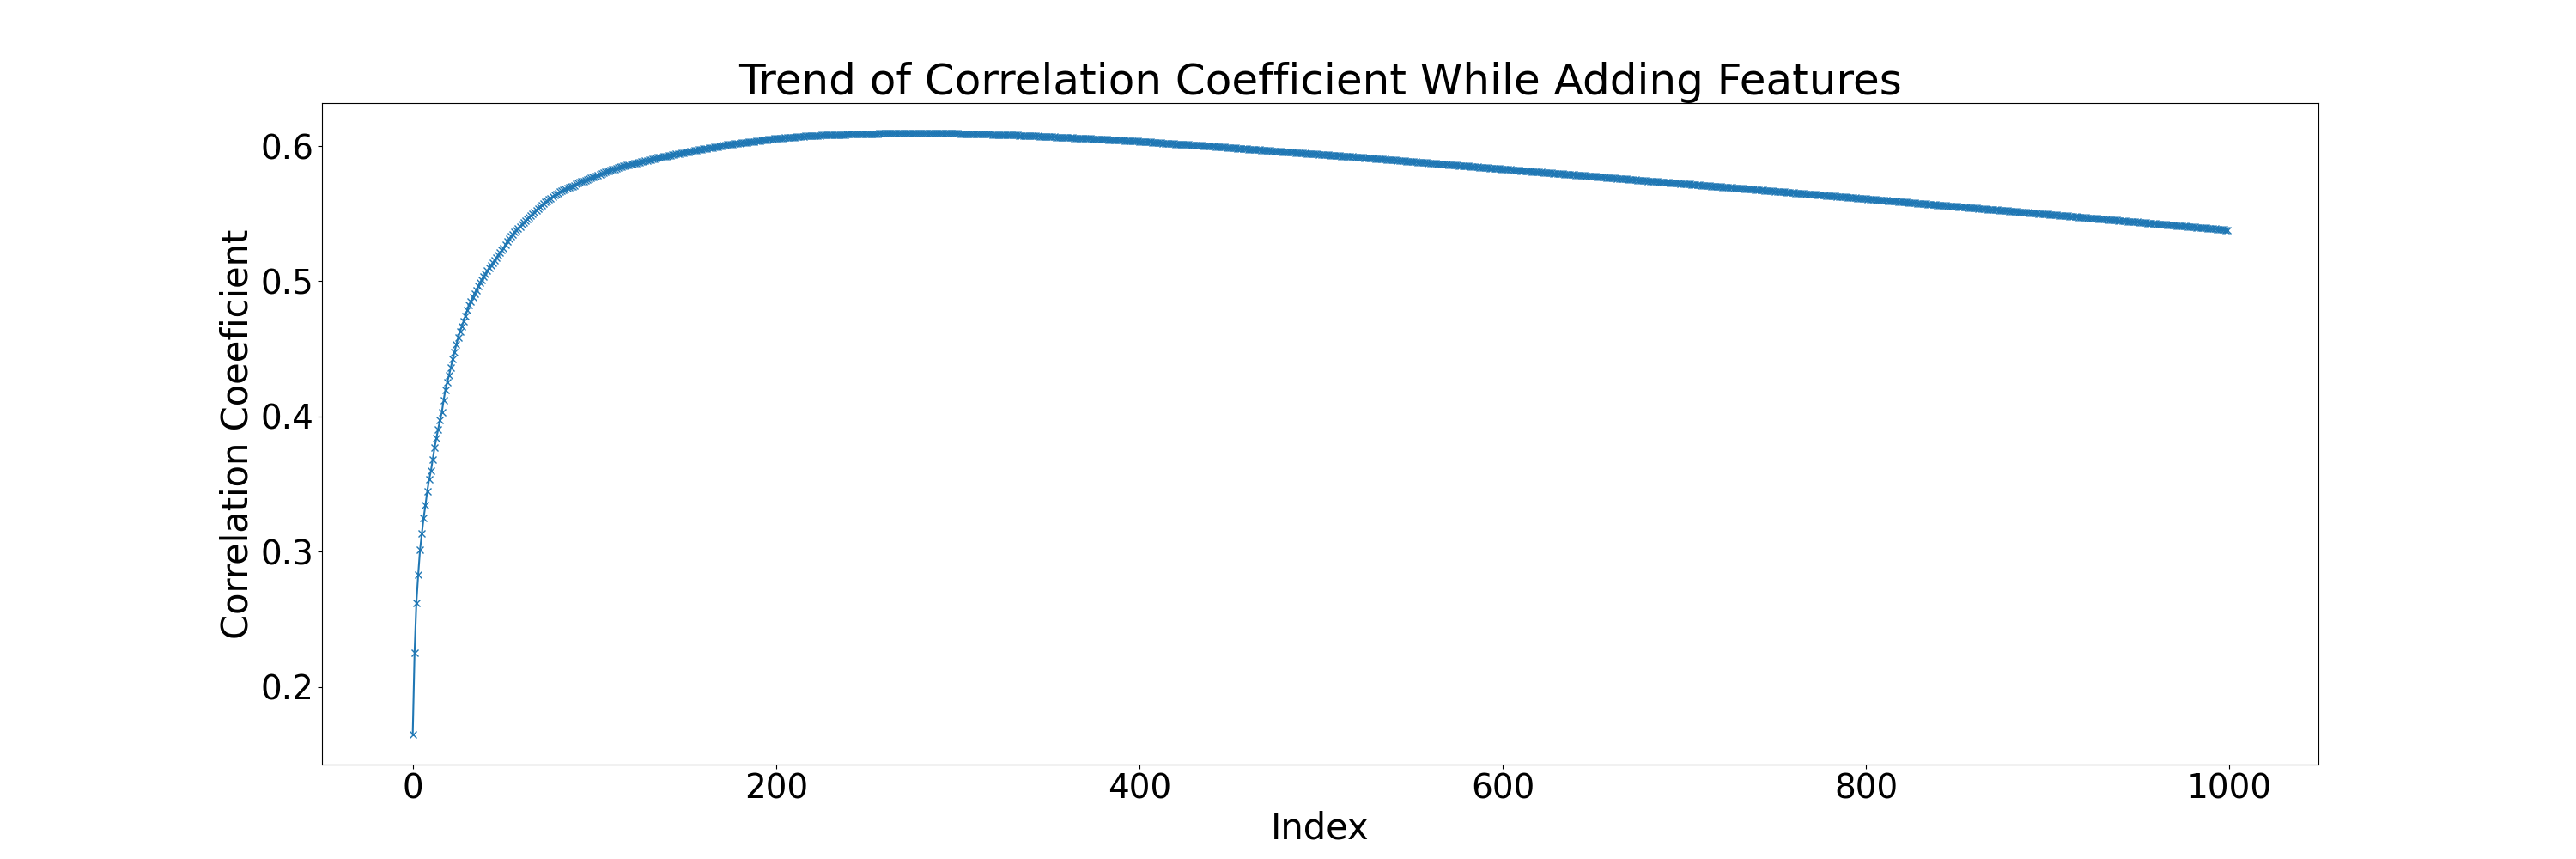 Trend of Correlation Coefficient While Adding Features
Correlation Coeeficient
0.6
0.5
0.4
0.3
0.2
0 200 400 600 800 1000
Index